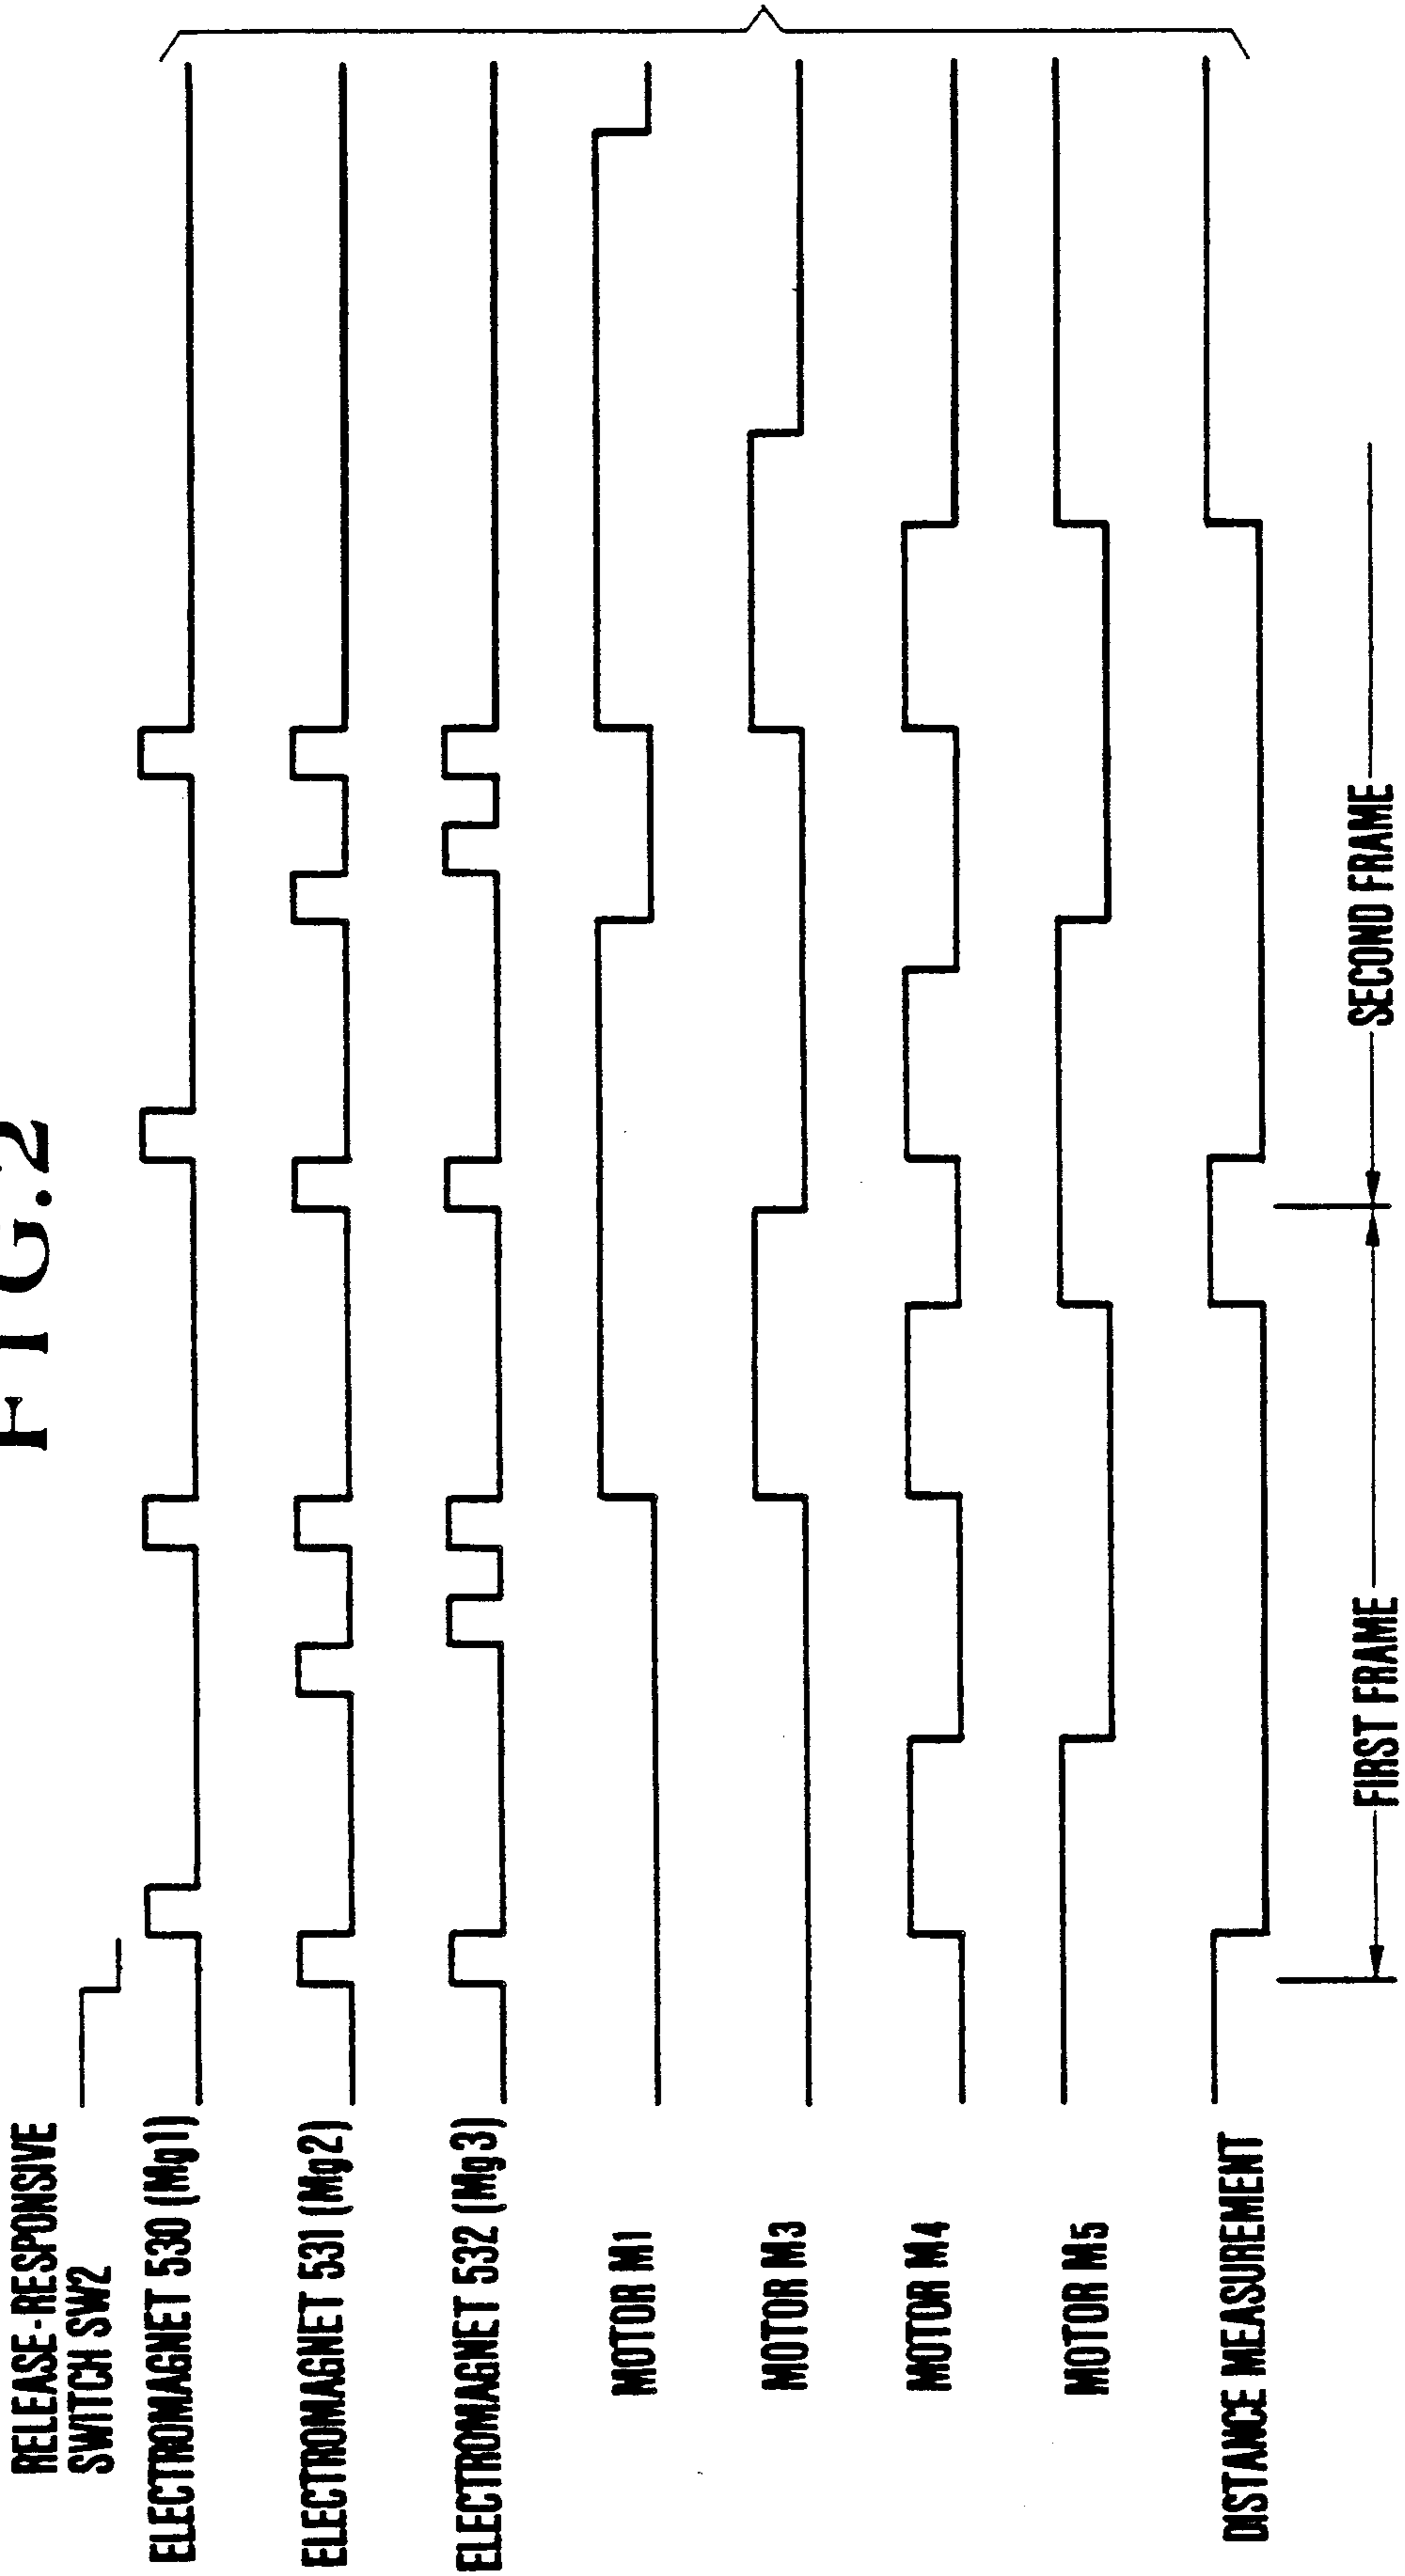 FIG.2
RELEASE-RESPONSIVE
SWITCH SW2
ELECTROMAGNET 530 (Mg1)
ELECTROMAGNET 531 (Mg2)
ELECTROMAGNET 532 (Mg3)
MOTOR M1
MOTOR M3
MOTOR M4
MOTOR M5
DISTANCE MEASUREMENT
FIRST FRAME
SECOND FRAME